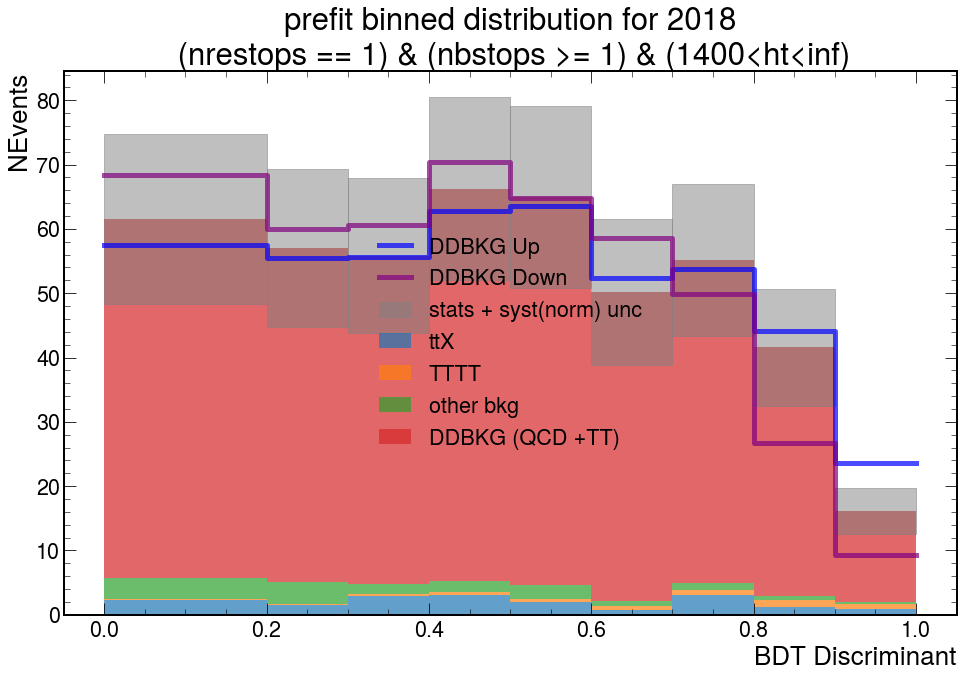 prefit binned distribution for 2018
(nrestops == 1) & (nbstops >= 1) & (1400<ht<inf)
NEvents
80
70
60
50
40
30
20
10
0
DDBKG Up
DDBKG Down
stats + syst(norm) unc
ttX
TTTT
other bkg
DDBKG (QCD +TT)
0.0 0.2 0.4 0.6 0.8 1.0
BDT Discriminant